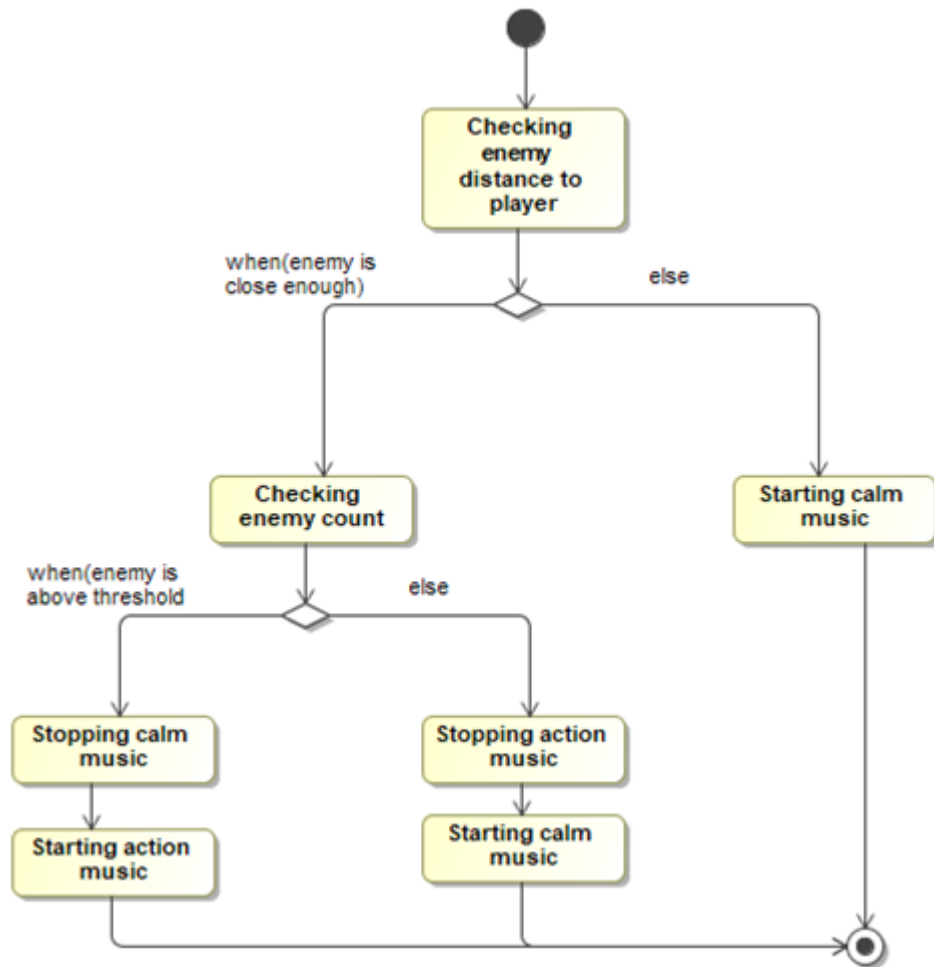 Checking
enemy
distance to
player
when(enemy is
close enough)
else
Checking
enemy count
Starting calm
music
when(enemy is
above threshold
else
Stopping calm
music
Stopping action
music
Starting action
music
Starting calm
music